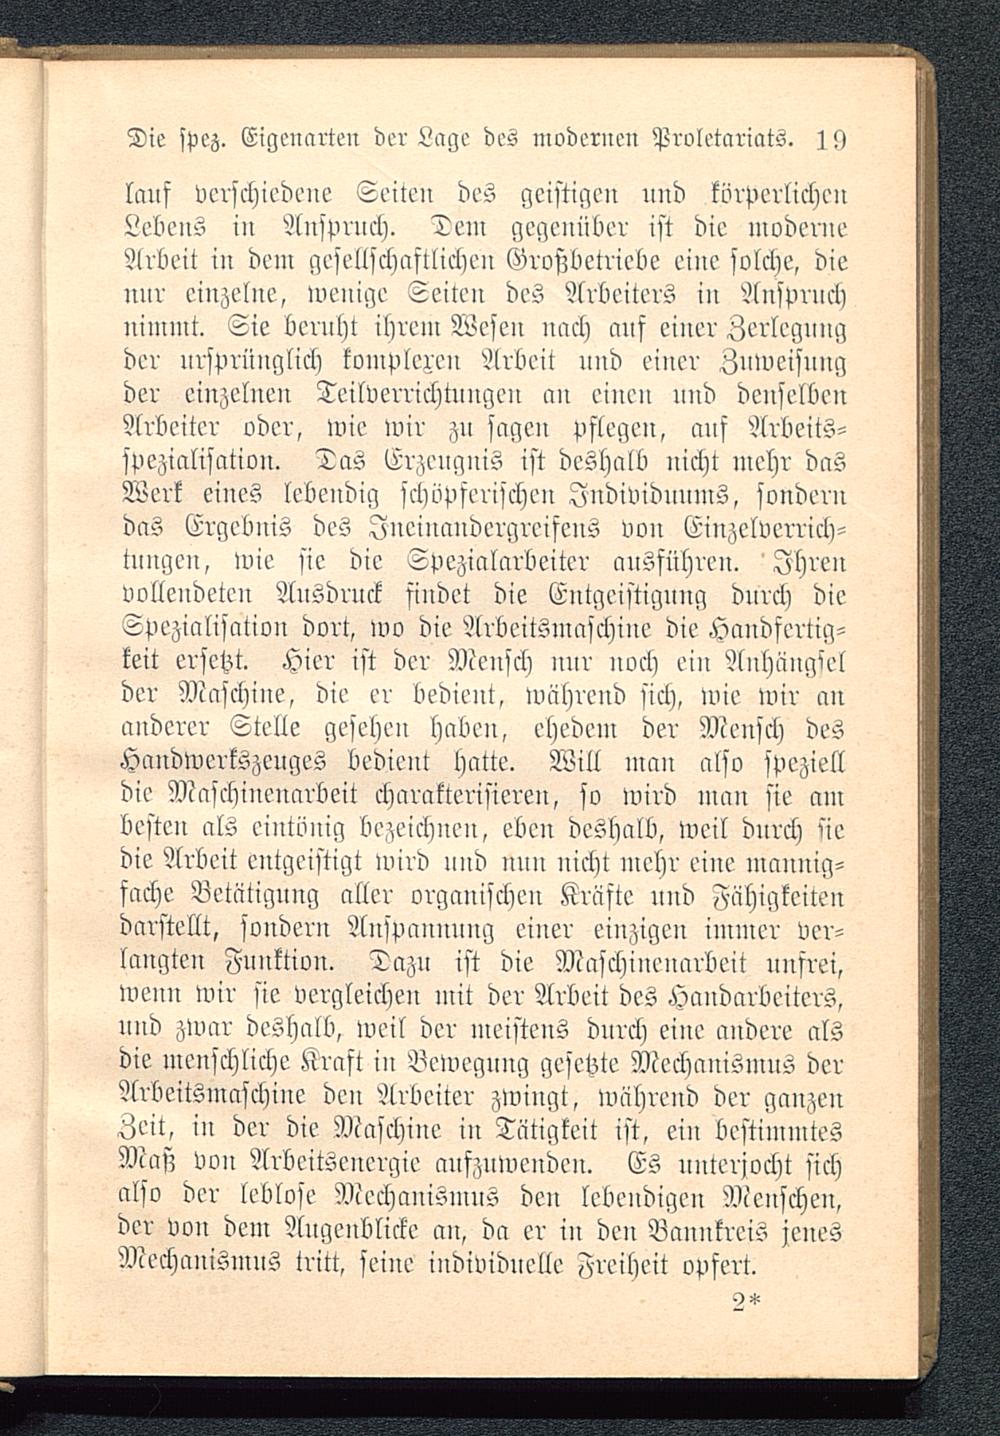 Die spez. Eigenarten der Lage des modernen Proletariats. 19
lauf verschiedene Seiten des geistigen und körperlichen
Lebens in Anspruch. Dem gegenüber ist die moderne
Arbeit in dem gesellschaftlichen Großbetriebe eine solche, die
nur einzelne, wenige Seiten des Arbeiters in Anspruch
nimmt. Sie beruht ihrem Wesen nach auf einer Zerlegung
der ursprünglich komplexen Arbeit und einer Zuweisung
der einzelnen Teilverrichtungen an einen und denselben
Arbeiter oder, wie wir zu sagen pflegen, auf Arbeits-
spezialisation. Das Erzeugnis ist deshalb nicht mehr das
Werk eines lebendig schöpferischen Individuums, sondern
das Ergebnis des Ineinandergreifens von Einzelverrich-
tungen, wie sie die Spezialarbeiter ausführen. Ihren
vollendeten Ausdruck findet die Entgeistigung durch die
Spezialisation dort, wo die Arbeitsmaschine die Handfertig-
keit ersetzt. Hier ist der Mensch nur noch ein Anhängsel
der Maschine, die er bedient, während sich, wie wir an
anderer Stelle gesehen haben, ehedem der Mensch des
Handwerkszeuges bedient hatte. Will man also speziell
die Maschinenarbeit charakterisieren, so wird man sie am
besten als eintönig bezeichnen, eben deshalb, weil durch sie
die Arbeit entgeistigt wird und nun nicht mehr eine mannig-
fache Betätigung aller organischen Kräfte und Fähigkeiten
darstellt, sondern Anspannung einer einzigen immer ver-
langten Funktion. Dazu ist die Maschinenarbeit unfrei,
wenn wir sie vergleichen mit der Arbeit des Handarbeiters,
und zwar deshalb, weil der meistens durch eine andere als
die menschliche Kraft in Bewegung gesetzte Mechanismus der
Arbeitsmaschine den Arbeiter zwingt, während der ganzen
Zeit, in der die Maschine in Tätigkeit ist, ein bestimmtes
Maß von Arbeitsenergie aufzuwenden. Es unterjocht sich
also der leblose Mechanismus den lebendigen Menschen,
der von dem Augenblicke an, da er in den Bannkreis jenes
Mechanismus tritt, seine individuelle Freiheit opfert.
2*